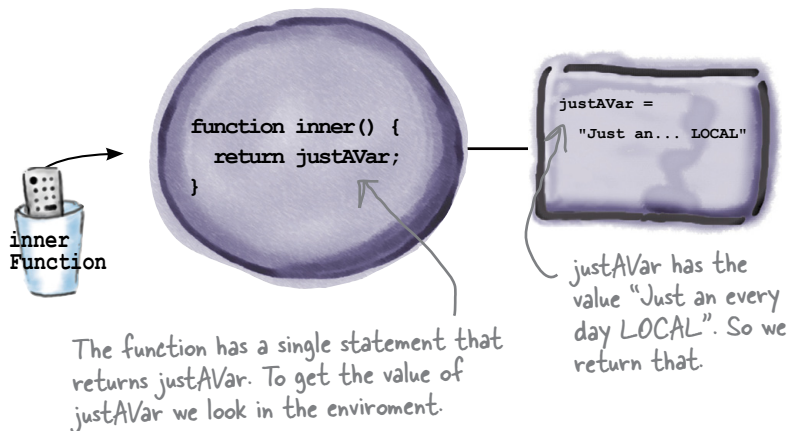 function inner() {
return justAVar;
}
justAVar =
"Just an... LOCAL"
inner
Function
justAVar has the
value "Just an every
day LOCAL". So we
return that.
The function has a single statement that
returns justAVar. To get the value of
justAVar we look in the enviroment.